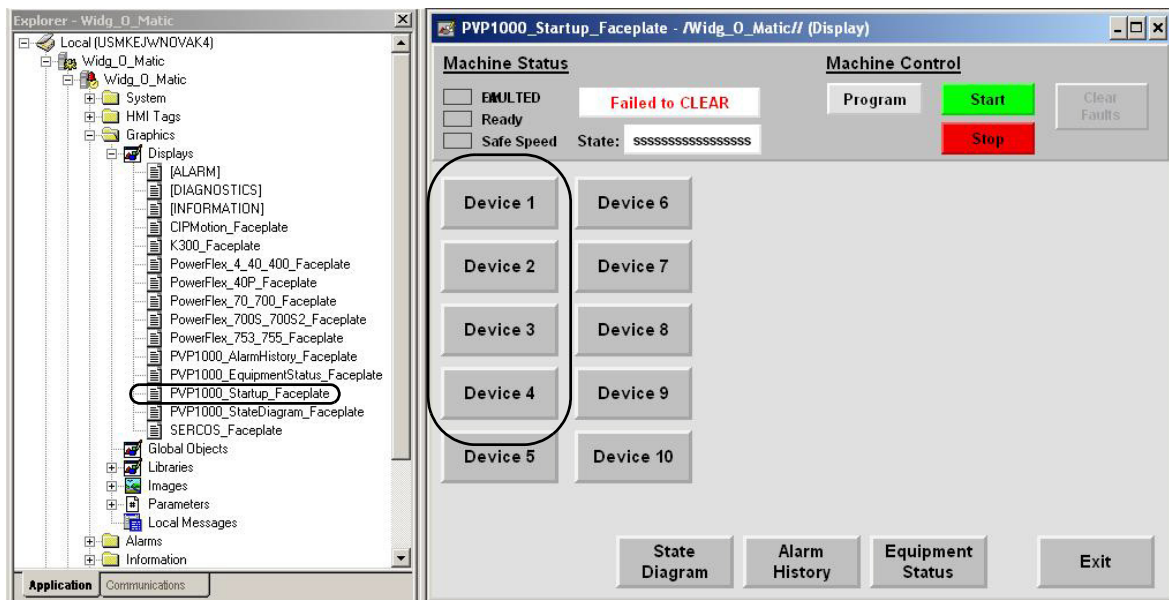 Explorer - Widg_O_Matic
Local (USMKEJWNOVAK4)
Widg_O_Matic
Widg_O_Matic
System
HMI Tags
Graphics
Displays
[ALARM]
[DIAGNOSTICS]
[INFORMATION]
CIPMotion_Faceplate
K300_Faceplate
PowerFlex_4_40_400_Faceplate
PowerFlex_40P_Faceplate
PowerFlex_70_700_Faceplate
PowerFlex_700S_700S2_Faceplate
PowerFlex_753_755_Faceplate
PVP1000_AlarmHistory_Faceplate
PVP1000_EquipmentStatus_Faceplate
PVP1000_Startup_Faceplate
PVP1000_StateDiagram_Faceplate
SERCOS_Faceplate
Global Objects
Libraries
Images
Parameters
Local Messages
Alarms
Information
Application Communications
PVP1000_Startup_Faceplate - /Widg_O_Matic// (Display)
Machine Status
Machine Control
Failed to CLEAR
Ready
Safe Speed
State: sssssssssssssssss
Program
Start
Stop
Clear
Faults
Device 1
Device 6
Device 2
Device 7
Device 3
Device 8
Device 4
Device 9
Device 5
Device 10
State
Diagram
Alarm
History
Equipment
Status
Exit